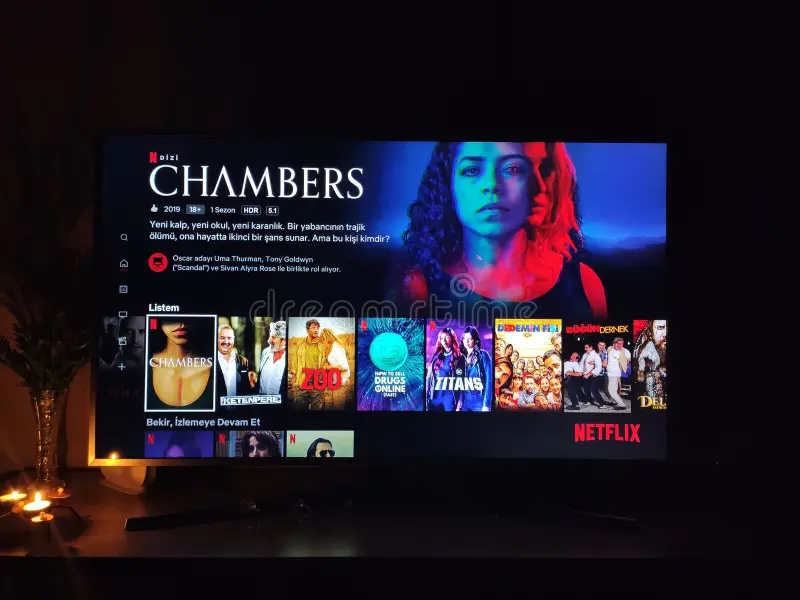 N DİZİ
CHAMBERS
2019 18+ 1 Sezon HDR 5.1
Yeni kalp, yeni okul, yeni karanlık. Bir yabancının trajik
ölümü, ona hayatta ikinci bir şans sunar. Ama bu kişi kimdir?
Oscar adayı Uma Thurman, Tony Goldwyn
("Scandal") ve Sivan Alyra Rose ile birlikte rol alıyor.
Listem
N
CHAMBERS
KETENPERE
ZOO
HOW TO SELL
DRUGS
ONLINE
(FAST)
TITANS
DEDEMIN FİŞİ
DÜĞÜN DERNEK
DEL
Bekir, İzlemeye Devam Et
N
N
N
NETFLIX
dreamstime